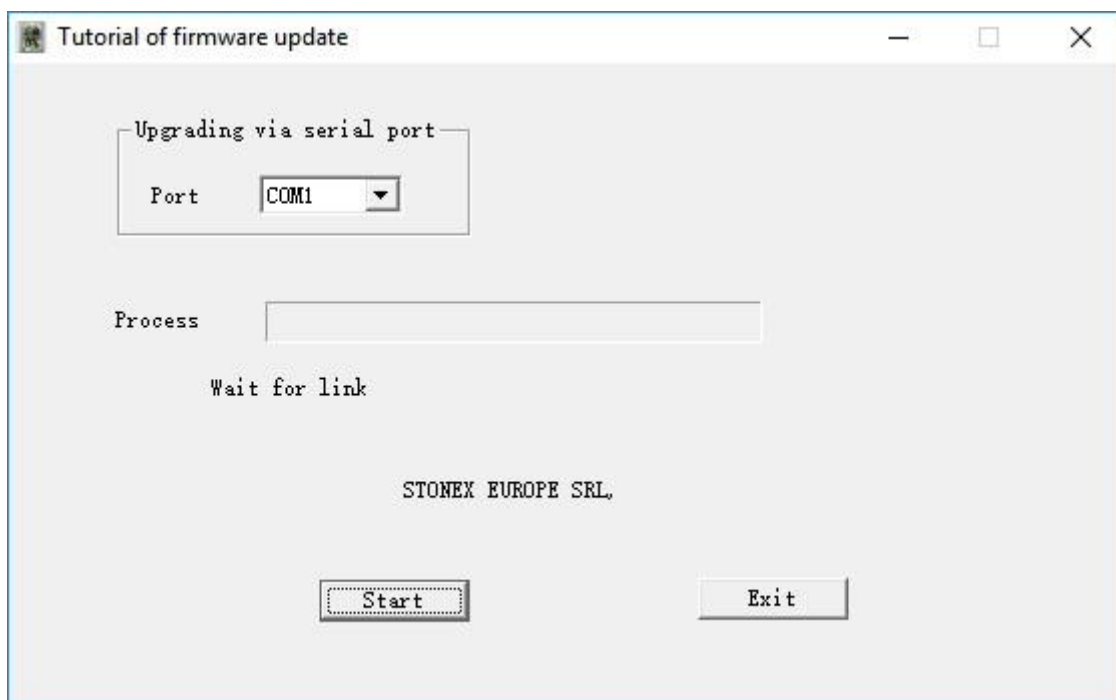 Tutorial of firmware update
Upgrading via serial port
Port COM1
Process
Wait for link
STONEX EUROPE SRL,
Start Exit